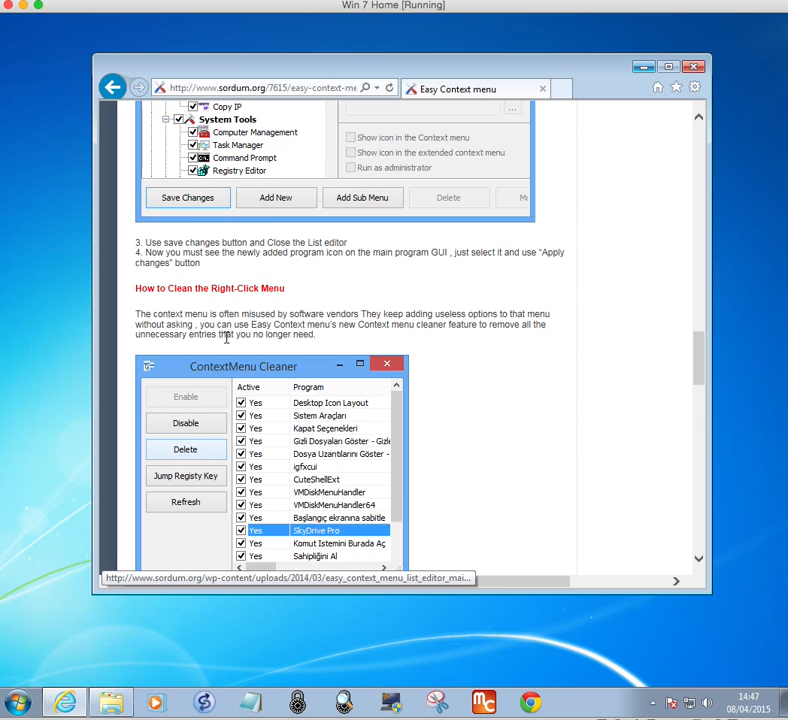 Win 7 Home [Running]
http://www.sordum.org/7615/easy-context-me
Easy Context menu
Copy IP
System Tools
Computer Management
Task Manager
Command Prompt
Registry Editor
...
Show icon in the Context menu
Show icon in the extended context menu
Run as administrator
Save Changes
Add New
Add Sub Menu
Delete
3. Use save changes button and Close the List editor
4. Now you must see the newly added program icon on the main program GUI , just select it and use “Apply
changes” button
How to Clean the Right-Click Menu
The context menu is often misused by software vendors They keep adding useless options to that menu
without asking , you can use Easy Context menu's new Context menu cleaner feature to remove all the
unnecessary entries that you no longer need.
ContextMenu Cleaner
Enable
Disable
Delete
Jump Registy Key
Refresh
Active Program
Yes Desktop Icon Layout
Yes Sistem Araçları
Yes Kapat Seçenekleri
Yes Gizli Dosyaları Göster - Gizle
Yes Dosya Uzantılarını Göster -
Yes igfxcui
Yes CuteShellExt
Yes VMDiskMenuHandler
Yes VMDiskMenuHandler64
Yes Başlangıç ekranına sabitle
Yes SkyDrive Pro
Yes Komut İstemini Burada Aç
Yes Sahipliğini Al
http://www.sordum.org/wp-content/uploads/2014/03/easy_context_menu_list_editor_mai...
mc
14:47
08/04/2015